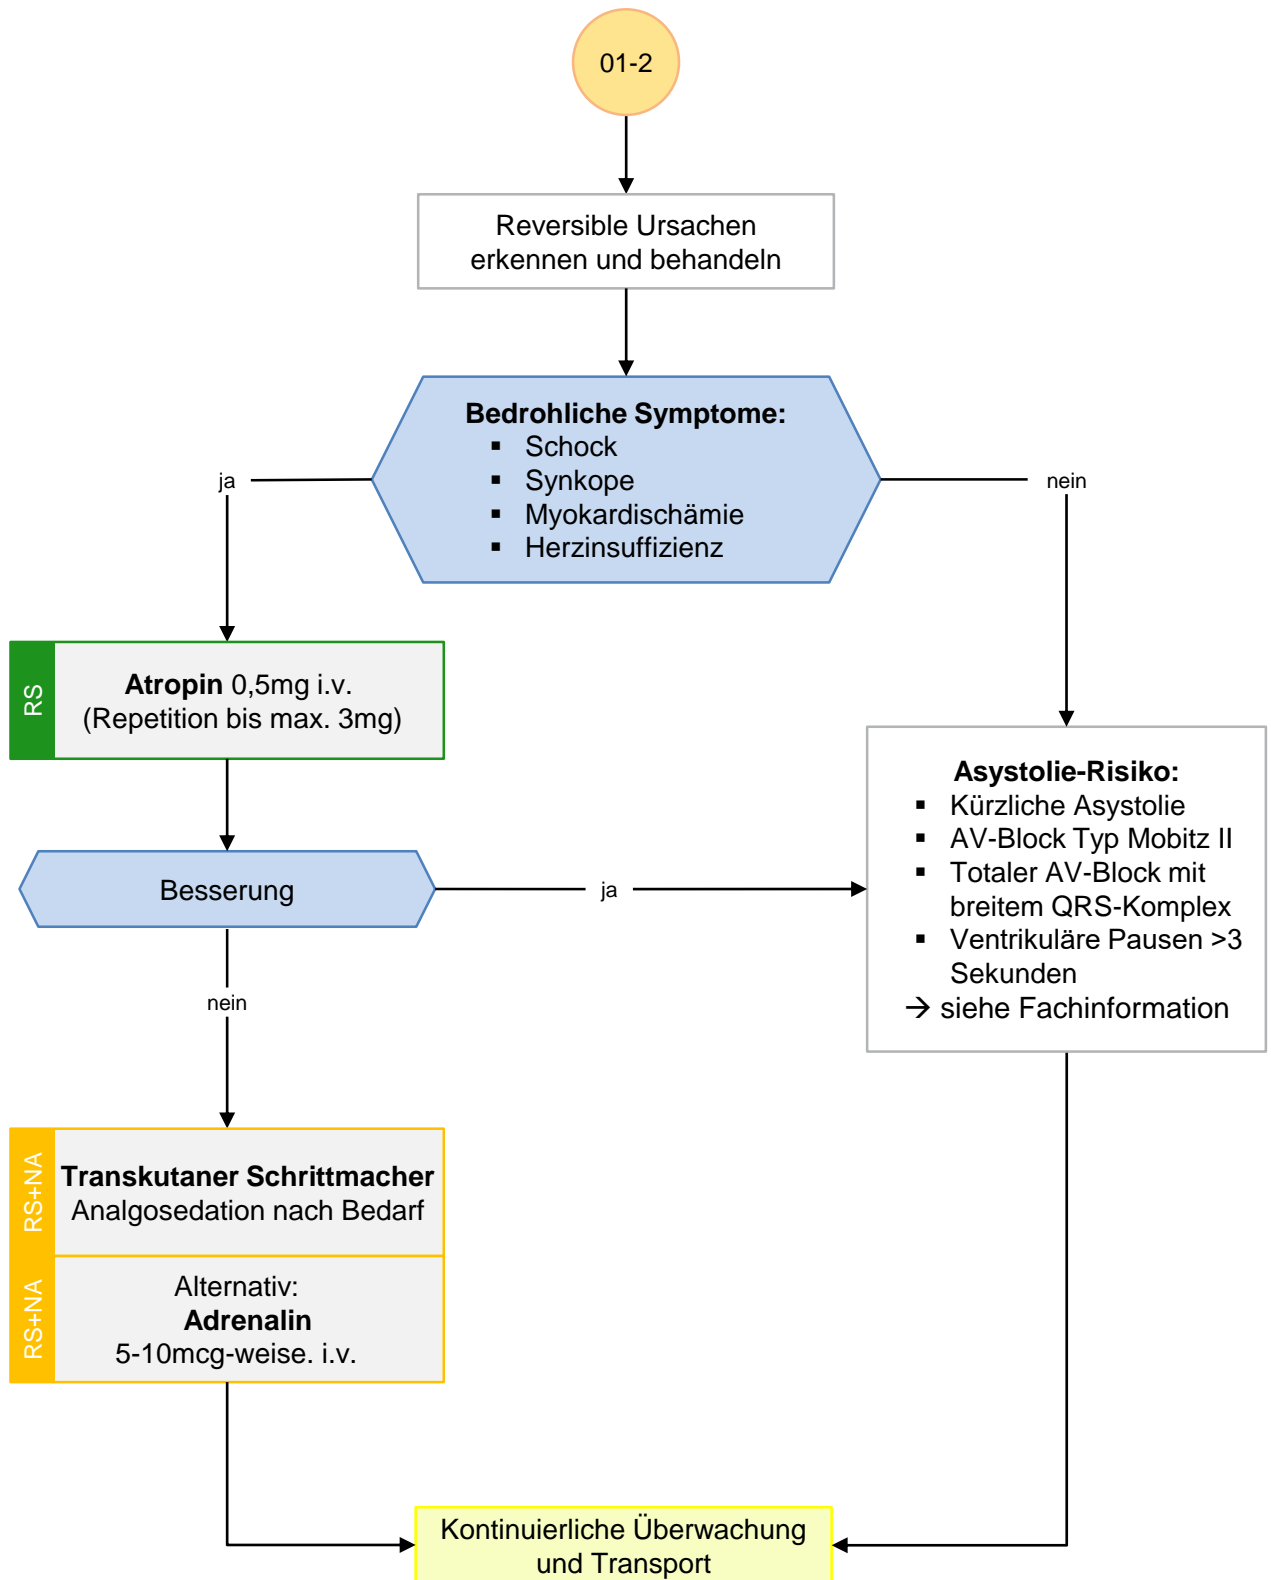 01-2
Reversible Ursachen
erkennen und behandeln
Bedrohliche Symptome:
▪ Schock
▪ Synkope
▪ Myokardischämie
▪ Herzinsuffizienz
ja
nein
RS
Atropin 0,5mg i.v.
(Repetition bis max. 3mg)
Asystolie-Risiko:
▪ Kürzliche Asystolie
▪ AV-Block Typ Mobitz II
▪ Totaler AV-Block mit
breitem QRS-Komplex
▪ Ventrikuläre Pausen >3
Sekunden
→ siehe Fachinformation
Besserung
ja
nein
RS+NA
Transkutaner Schrittmacher
Analgosedation nach Bedarf
RS+NA
Alternativ:
Adrenalin
5-10mcg-weise. i.v.
Kontinuierliche Überwachung
und Transport